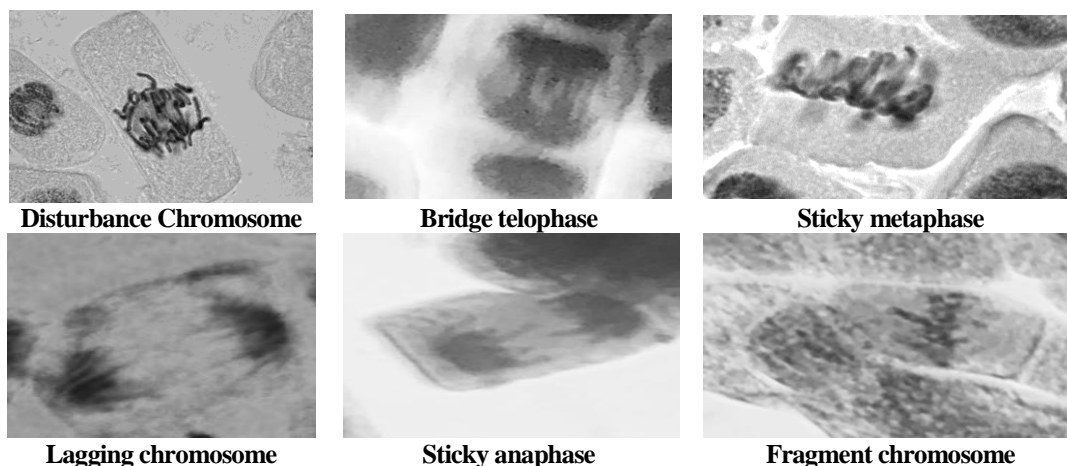 Disturbance Chromosome
Bridge telophase
Sticky metaphase
Lagging chromosome
Sticky anaphase
Fragment chromosome